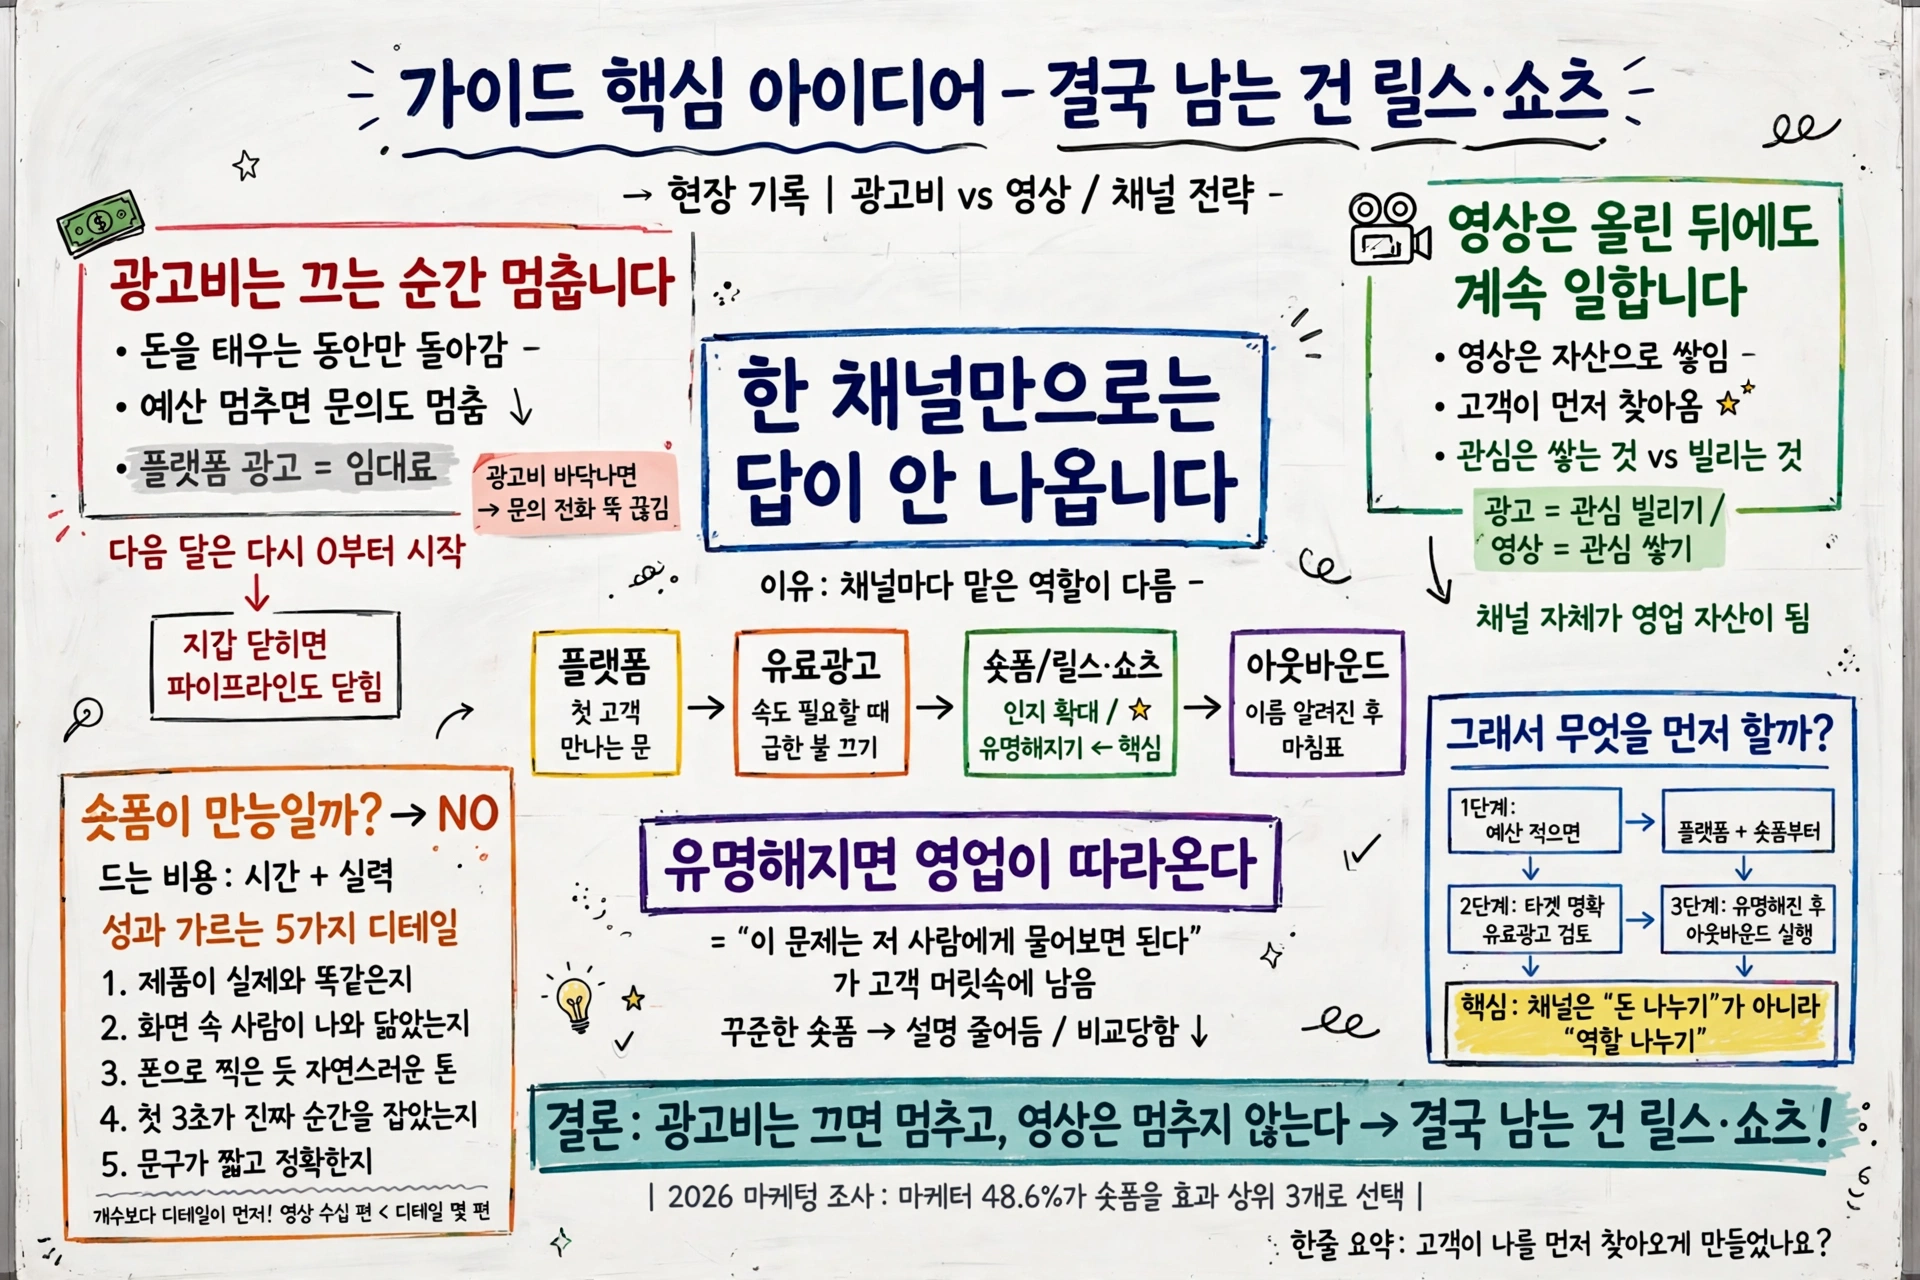 가이드 핵심 아이디어 - 결국 남는 건 릴스·쇼츠
→ 현장 기록 | 광고비 vs 영상 / 채널 전략 -
광고비는 끄는 순간 멈춥니다
• 돈을 태우는 동안만 돌아감 -
• 예산 멈추면 문의도 멈춤 ↓
• 플랫폼 광고 = 임대료
광고비 바닥나면
→ 문의 전화 뚝 끊김
다음 달은 다시 0부터 시작
↓
지갑 닫히면
파이프라인도 닫힘
한 채널만으로는
답이 안 나옵니다
이유: 채널마다 맡은 역할이 다름 -
영상은 올린 뒤에도
계속 일합니다
• 영상은 자산으로 쌓임 -
• 고객이 먼저 찾아옴
• 관심은 쌓는 것 vs 빌리는 것
광고 = 관심 빌리기 /
영상 = 관심 쌓기
채널 자체가 영업 자산이 됨
플랫폼
첫 고객
만나는 문
→
유료광고
속도 필요할 때
급한 불 끄기
→
숏폼/릴스·쇼츠
인지 확대 / ★
유명해지기 ← 핵심
→
아웃바운드
이름 알려진 후
마침표
숏폼이 만능일까? → NO
드는 비용: 시간 + 실력
성과 가르는 5가지 디테일
1. 제품이 실제와 똑같은지
2. 화면 속 사람이 나와 닮았는지
3. 폰으로 찍은 듯 자연스러운 톤
4. 첫 3초가 진짜 순간을 잡았는지
5. 문구가 짧고 정확한지
개수보다 디테일이 먼저! 영상 수십 편 < 디테일 몇 편
유명해지면 영업이 따라온다
= “이 문제는 저 사람에게 물어보면 된다”
가 고객 머릿속에 남음
꾸준한 숏폼 → 설명 줄어듬 / 비교당함 ↓
그래서 무엇을 먼저 할까?
1단계:
예산 적으면
→
플랫폼 + 숏폼부터
2단계: 타겟 명확
유료광고 검토
→
3단계: 유명해진 후
아웃바운드 실행
핵심: 채널은 “돈 나누기”가 아니라
“역할 나누기”
결론: 광고비는 끄면 멈추고, 영상은 멈추지 않는다 → 결국 남는 건 릴스·쇼츠!
| 2026 마케팅 조사: 마케터 48.6%가 숏폼을 효과 상위 3개로 선택 |
한줄 요약: 고객이 나를 먼저 찾아오게 만들었나요?